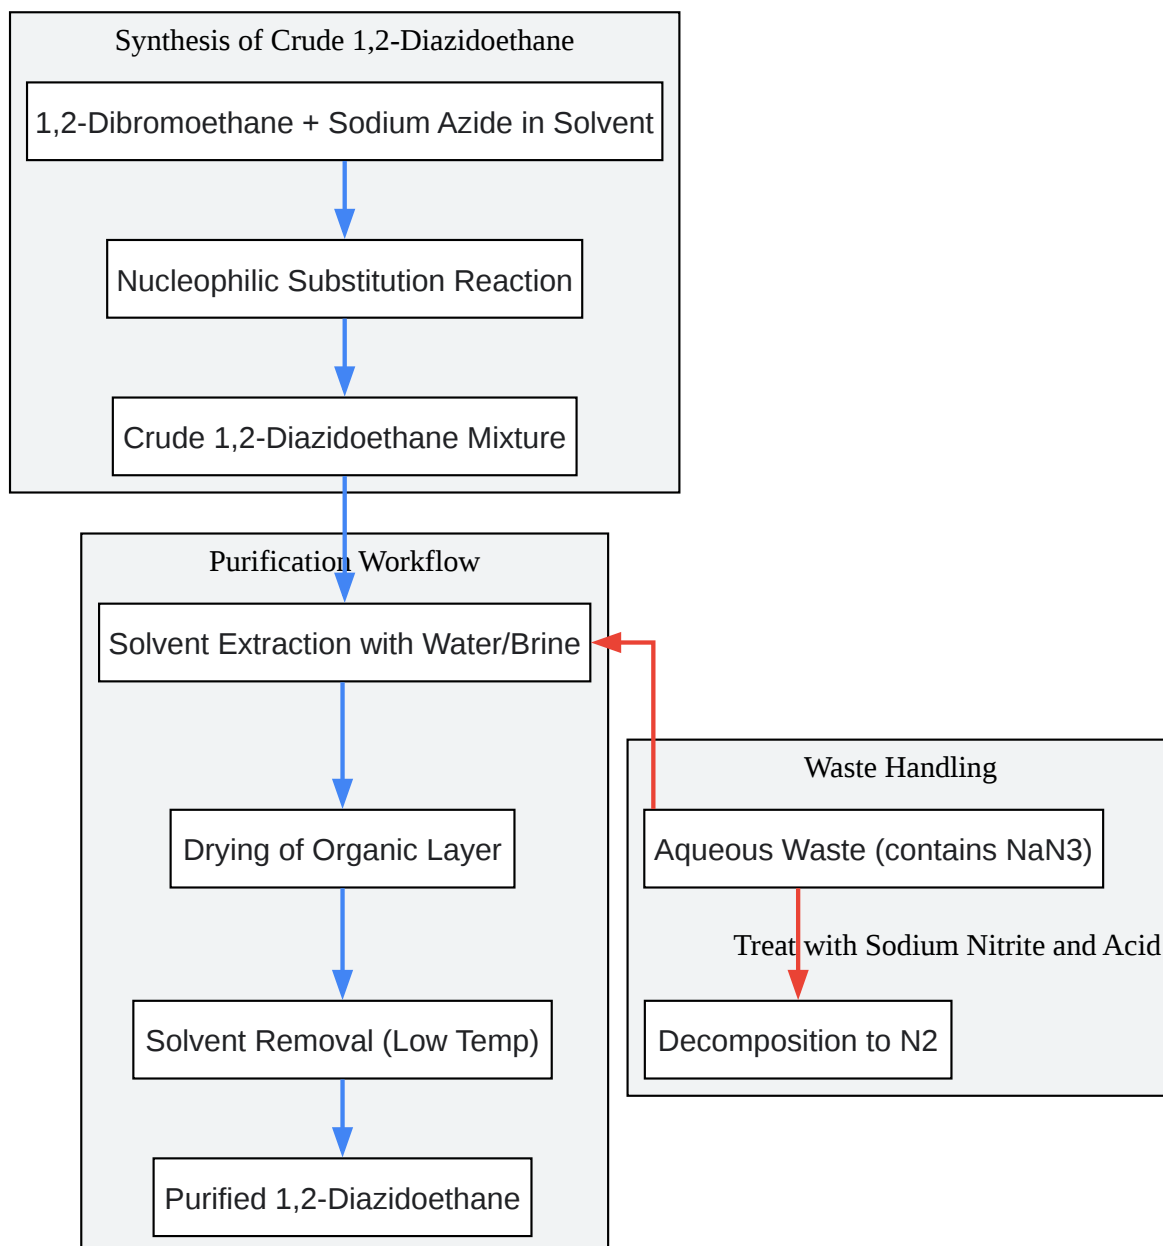 Synthesis of Crude 1,2-Diazidoethane
1,2-Dibromoethane + Sodium Azide in Solvent
Nucleophilic Substitution Reaction
Crude 1,2-Diazidoethane Mixture
Purification Workflow
Solvent Extraction with Water/Brine
Drying of Organic Layer
Solvent Removal (Low Temp)
Purified 1,2-Diazidoethane
Waste Handling
Aqueous Waste (contains NaN3)
Treat with Sodium Nitrite and Acid
Decomposition to N2